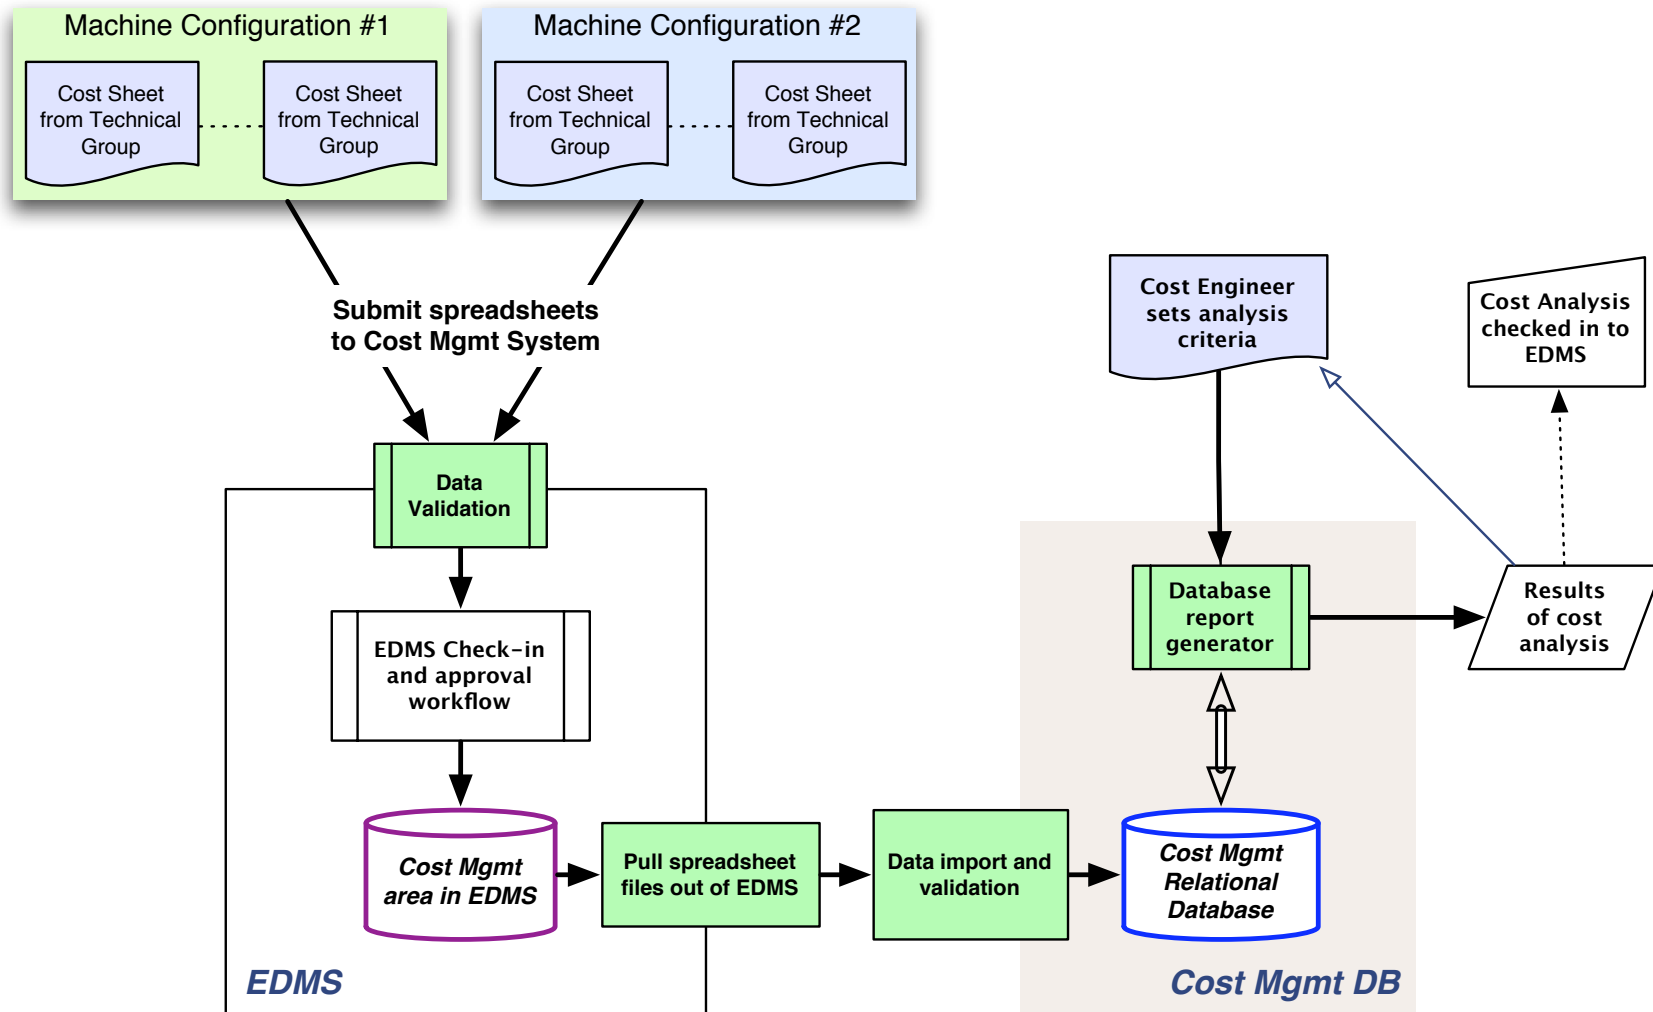 Machine Configuration #1
Cost Sheet
from Technical
Group
Cost Sheet
from Technical
Group
Machine Configuration #2
Cost Sheet
from Technical
Group
Cost Sheet
from Technical
Group
Submit spreadsheets
to Cost Mgmt System
Cost Engineer
sets analysis
criteria
Cost Analysis
checked in to
EDMS
Data
Validation
EDMS Check-in
and approval
workflow
Database
report
generator
Results
of cost
analysis
Cost Mgmt
area in EDMS
Pull spreadsheet
files out of EDMS
Data import and
validation
Cost Mgmt
Relational
Database
EDMS
Cost Mgmt DB